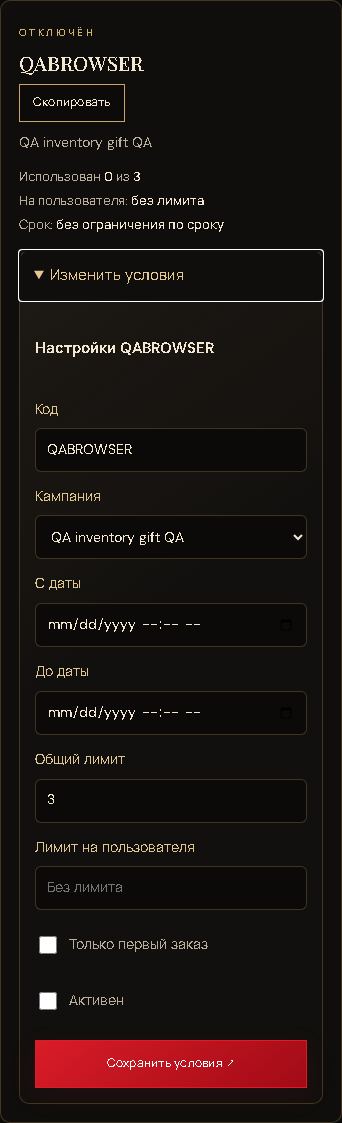 ОТКЛЮЧЁН
QABROWSER
Скопировать
QA inventory gift QA
Использован 0 из 3
На пользователя: без лимита
Срок: без ограничения по сроку
▼ Изменить условия
Настройки QABROWSER
Код
QABROWSER
Кампания
QA inventory gift QA
С даты
mm/dd/yyyy --:-- --
До даты
mm/dd/yyyy --:-- --
Общий лимит
3
Лимит на пользователя
Без лимита
Только первый заказ
Активен
Сохранить условия ↗